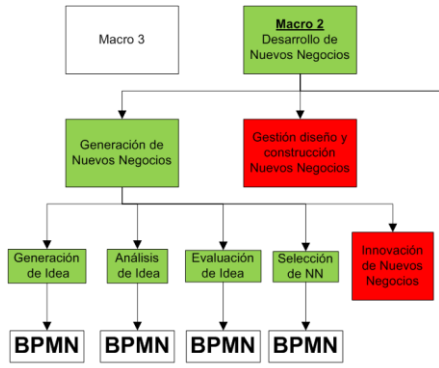 Macro 3
Macro 2
Desarrollo de
Nuevos Negocios
Generación de
Nuevos Negocios
Gestión diseño y
construcción
Nuevos Negocios
Generación
de Idea
Análisis
de Idea
Evaluación
de Idea
Selección
de NN
Innovación
de Nuevos
Negocios
BPMN
BPMN
BPMN
BPMN